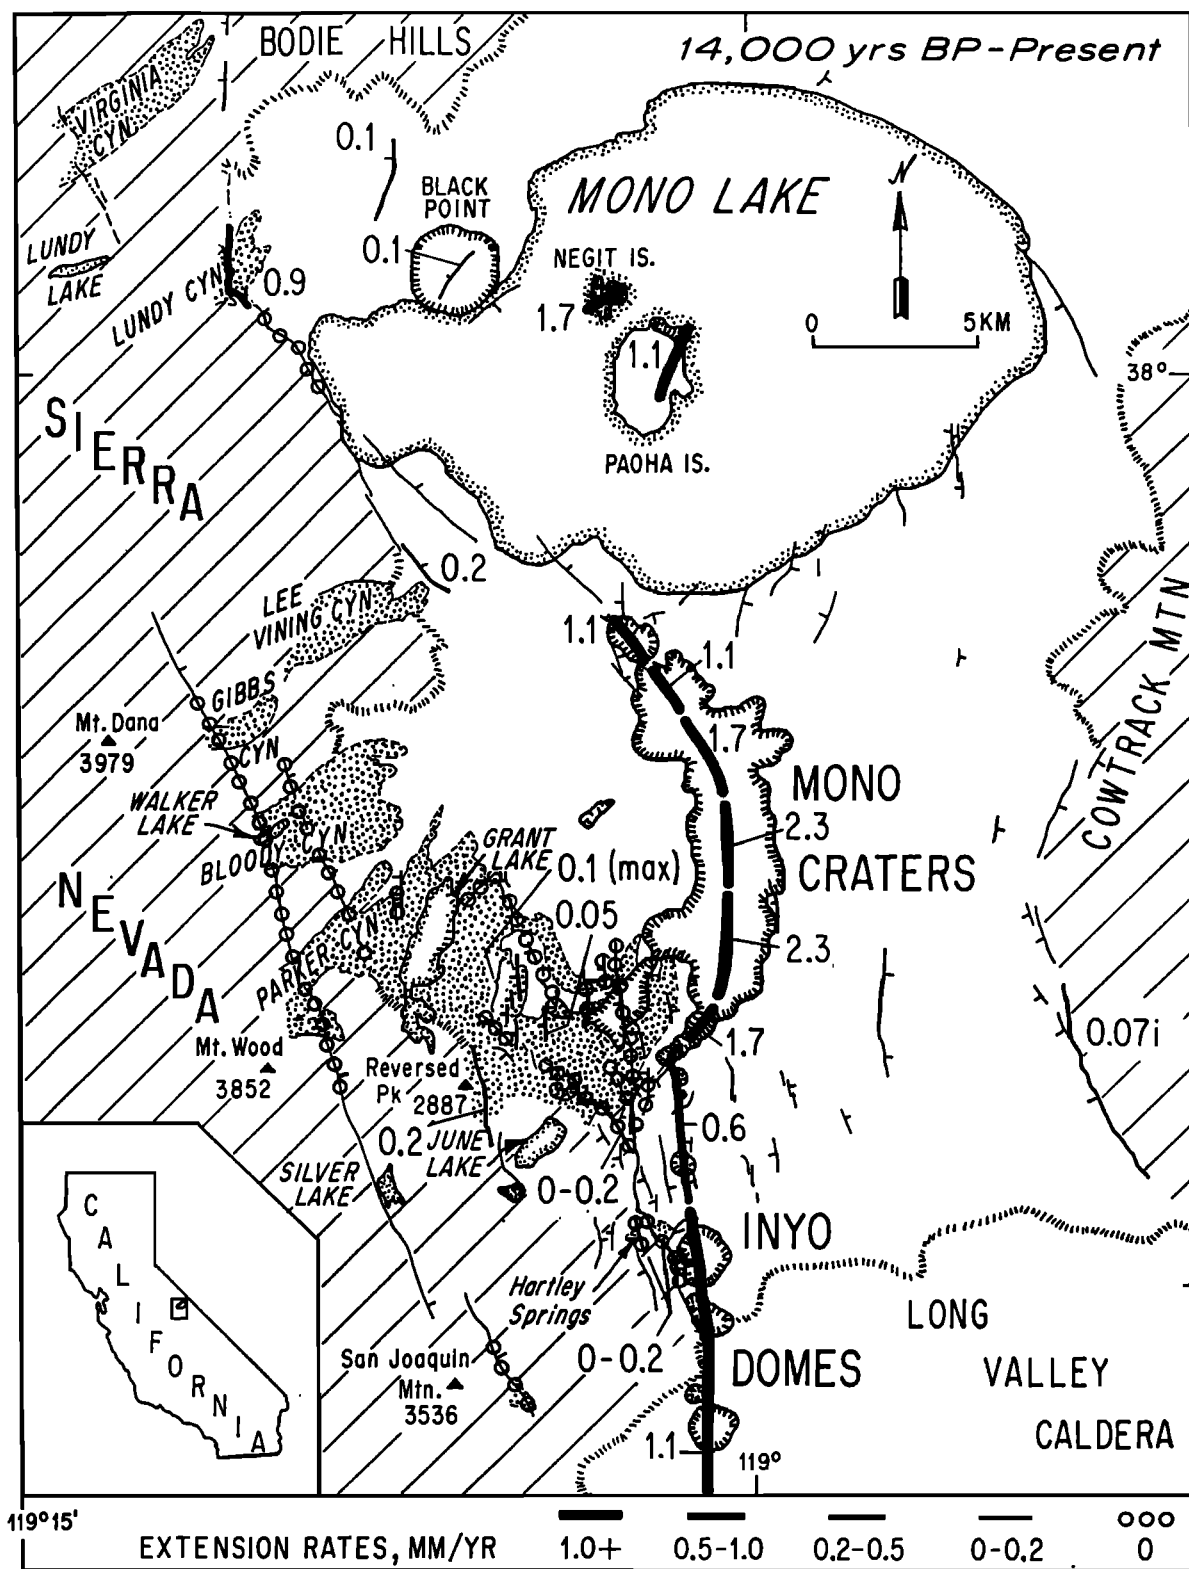 BODIE HILLS
14,000 yrs BP-Present
VIRGINIA
CYN
0.1
BLACK
POINT
MONO LAKE
N
LUNDY
LAKE
0.1
NEGIT IS.
LUNDY CYN
0.9
1.7
0 5KM
1.1
38°
SIERRA
PAOHA IS.
0.2
LEE
VINING CYN
1.1
1.1
COWTRACK MTN
GIBBS
CYN
Mt. Dana
3979
1.7
MONO
CRATERS
WALKER
LAKE
BLOODY CYN
GRANT
LAKE
2.3
0.1 (max)
NEVADA
0.05
PARKER CYN
2.3
Mt. Wood
3852
1.7
0.07i
Reversed
Pk 2887
0.6
0.2
JUNE
LAKE
SILVER
LAKE
0-0.2
INYO
DOMES
Hartley
Springs
LONG
VALLEY
CALDERA
0-0.2
San Joaquin
Mtn.
3536
CALIFORNIA
1.1
119°
119°15'
EXTENSION RATES, MM/YR
1.0+ 0.5-1.0 0.2-0.5 0-0.2 0